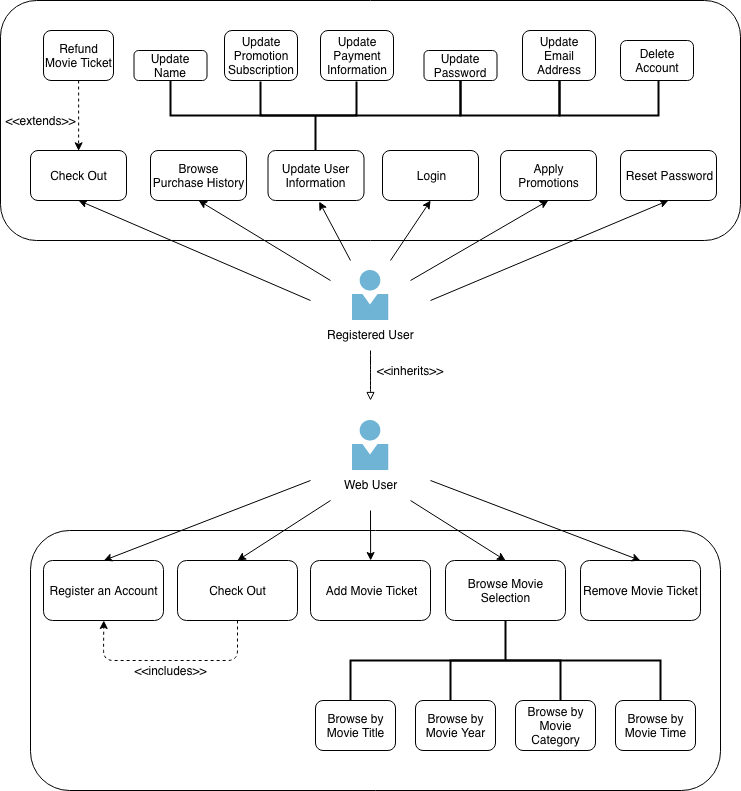 Refund
Movie Ticket
Update
Name
Update
Promotion
Subscription
Update
Payment
Information
Update
Password
Update
Email
Address
Delete
Account
<<extends>>
Check Out
Browse
Purchase History
Update User
Information
Login
Apply
Promotions
Reset Password
Registered User
<<inherits>>
Web User
Register an Account
Check Out
Add Movie Ticket
Browse Movie
Selection
Remove Movie Ticket
<<includes>>
Browse by
Movie Title
Browse by
Movie Year
Browse by
Movie
Category
Browse by
Movie Time